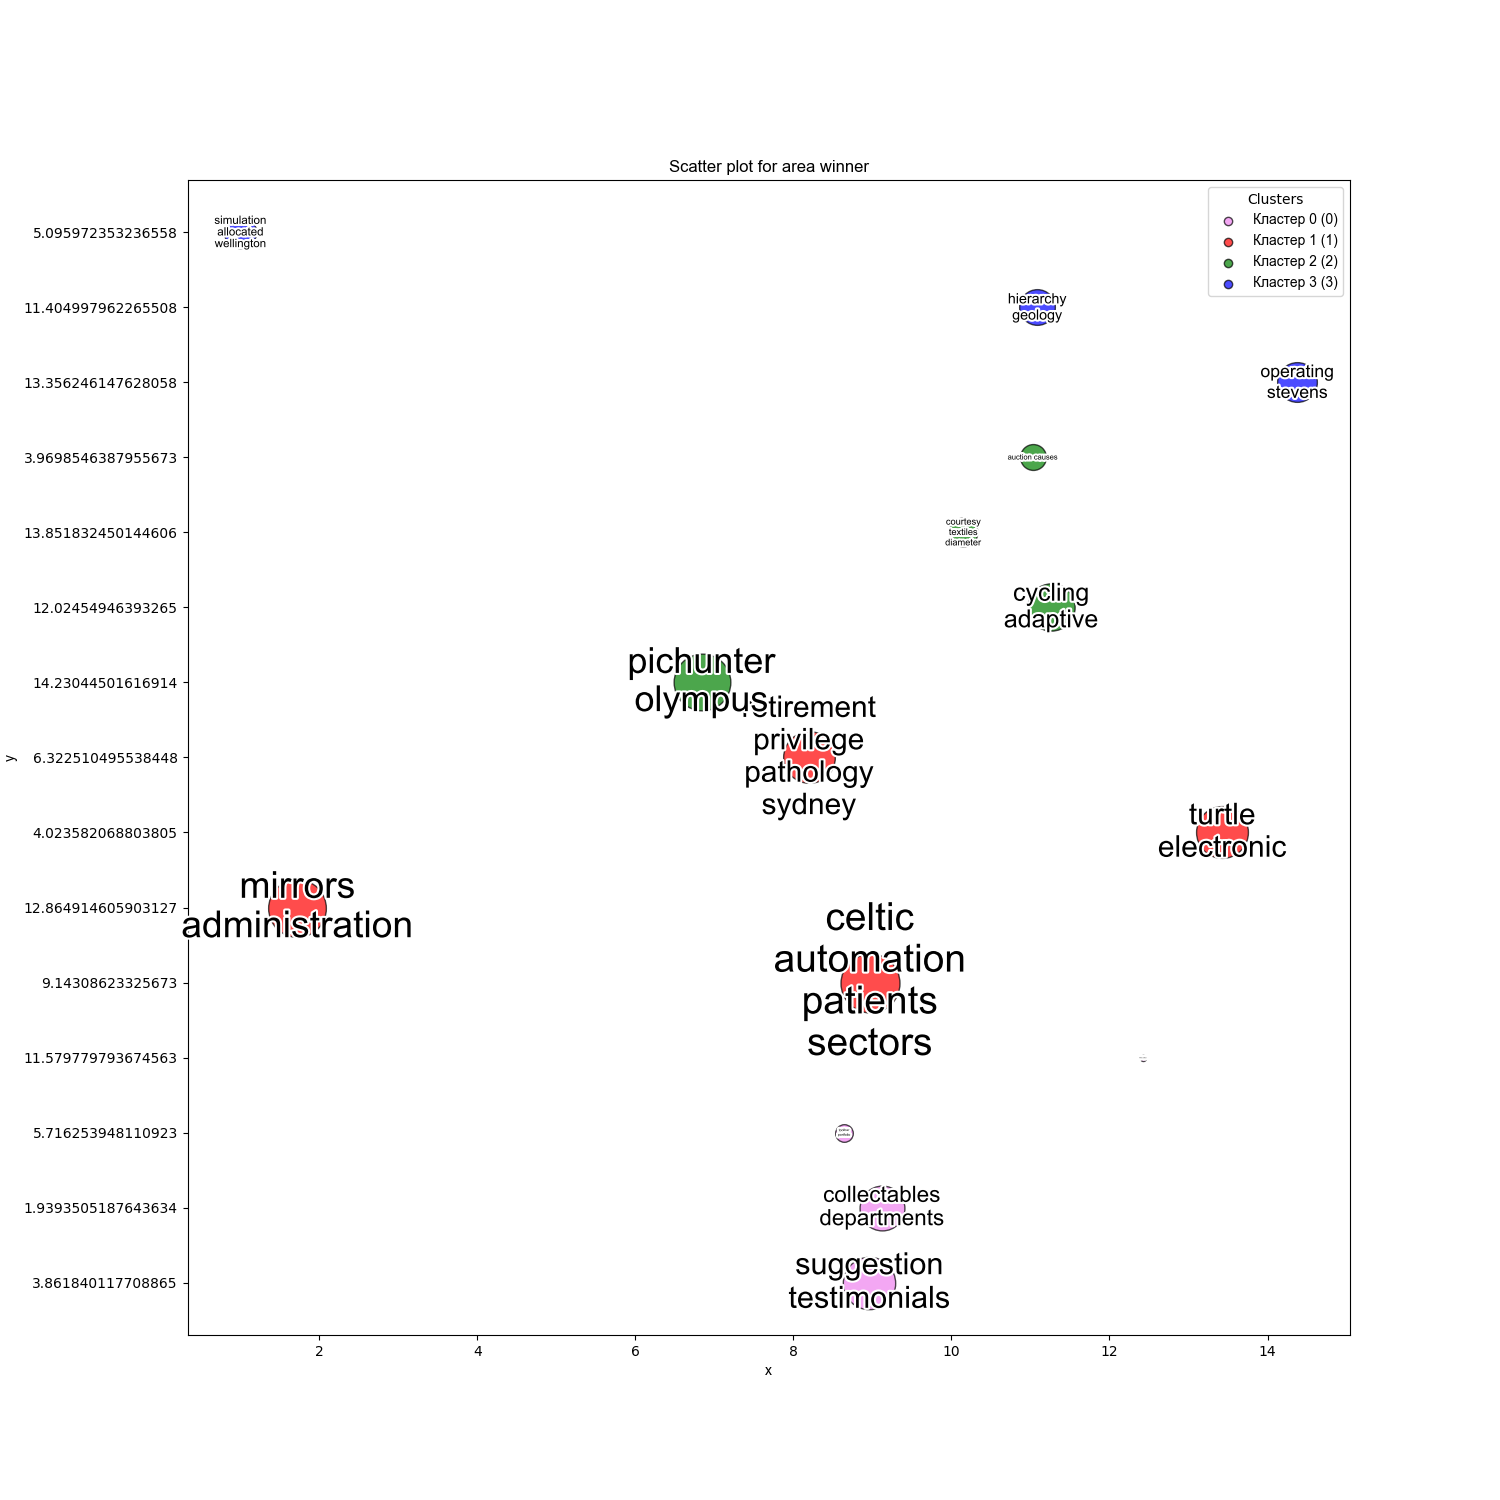 Scatter plot for area winner
Clusters
Кластер 0 (0)
Кластер 1 (1)
Кластер 2 (2)
Кластер 3 (3)
5.0959723532365​58
simulation
allocated
wellington
11.404997962265508
hierarchy
geology
13.356246147628058
operating
stevens
3.9698546387955673
auction causes
13.851832450144606
courtesy
textiles
diameter
12.02454946393265
cycling
adaptive
14.23044501616914
pichunter
olympus
retirement
privilege
pathology
sydney
6.322510495538448
4.023582068803805
turtle
electronic
12.864914605903127
mirrors
administration
celtic
automation
patients
sectors
9.14308623325673
11.579779793674563
5.716253948110923
1.9393505187643634
collectables
departments
3.861840117708865
suggestion
testimonials
y
2 4 6 8 10 12 14
x